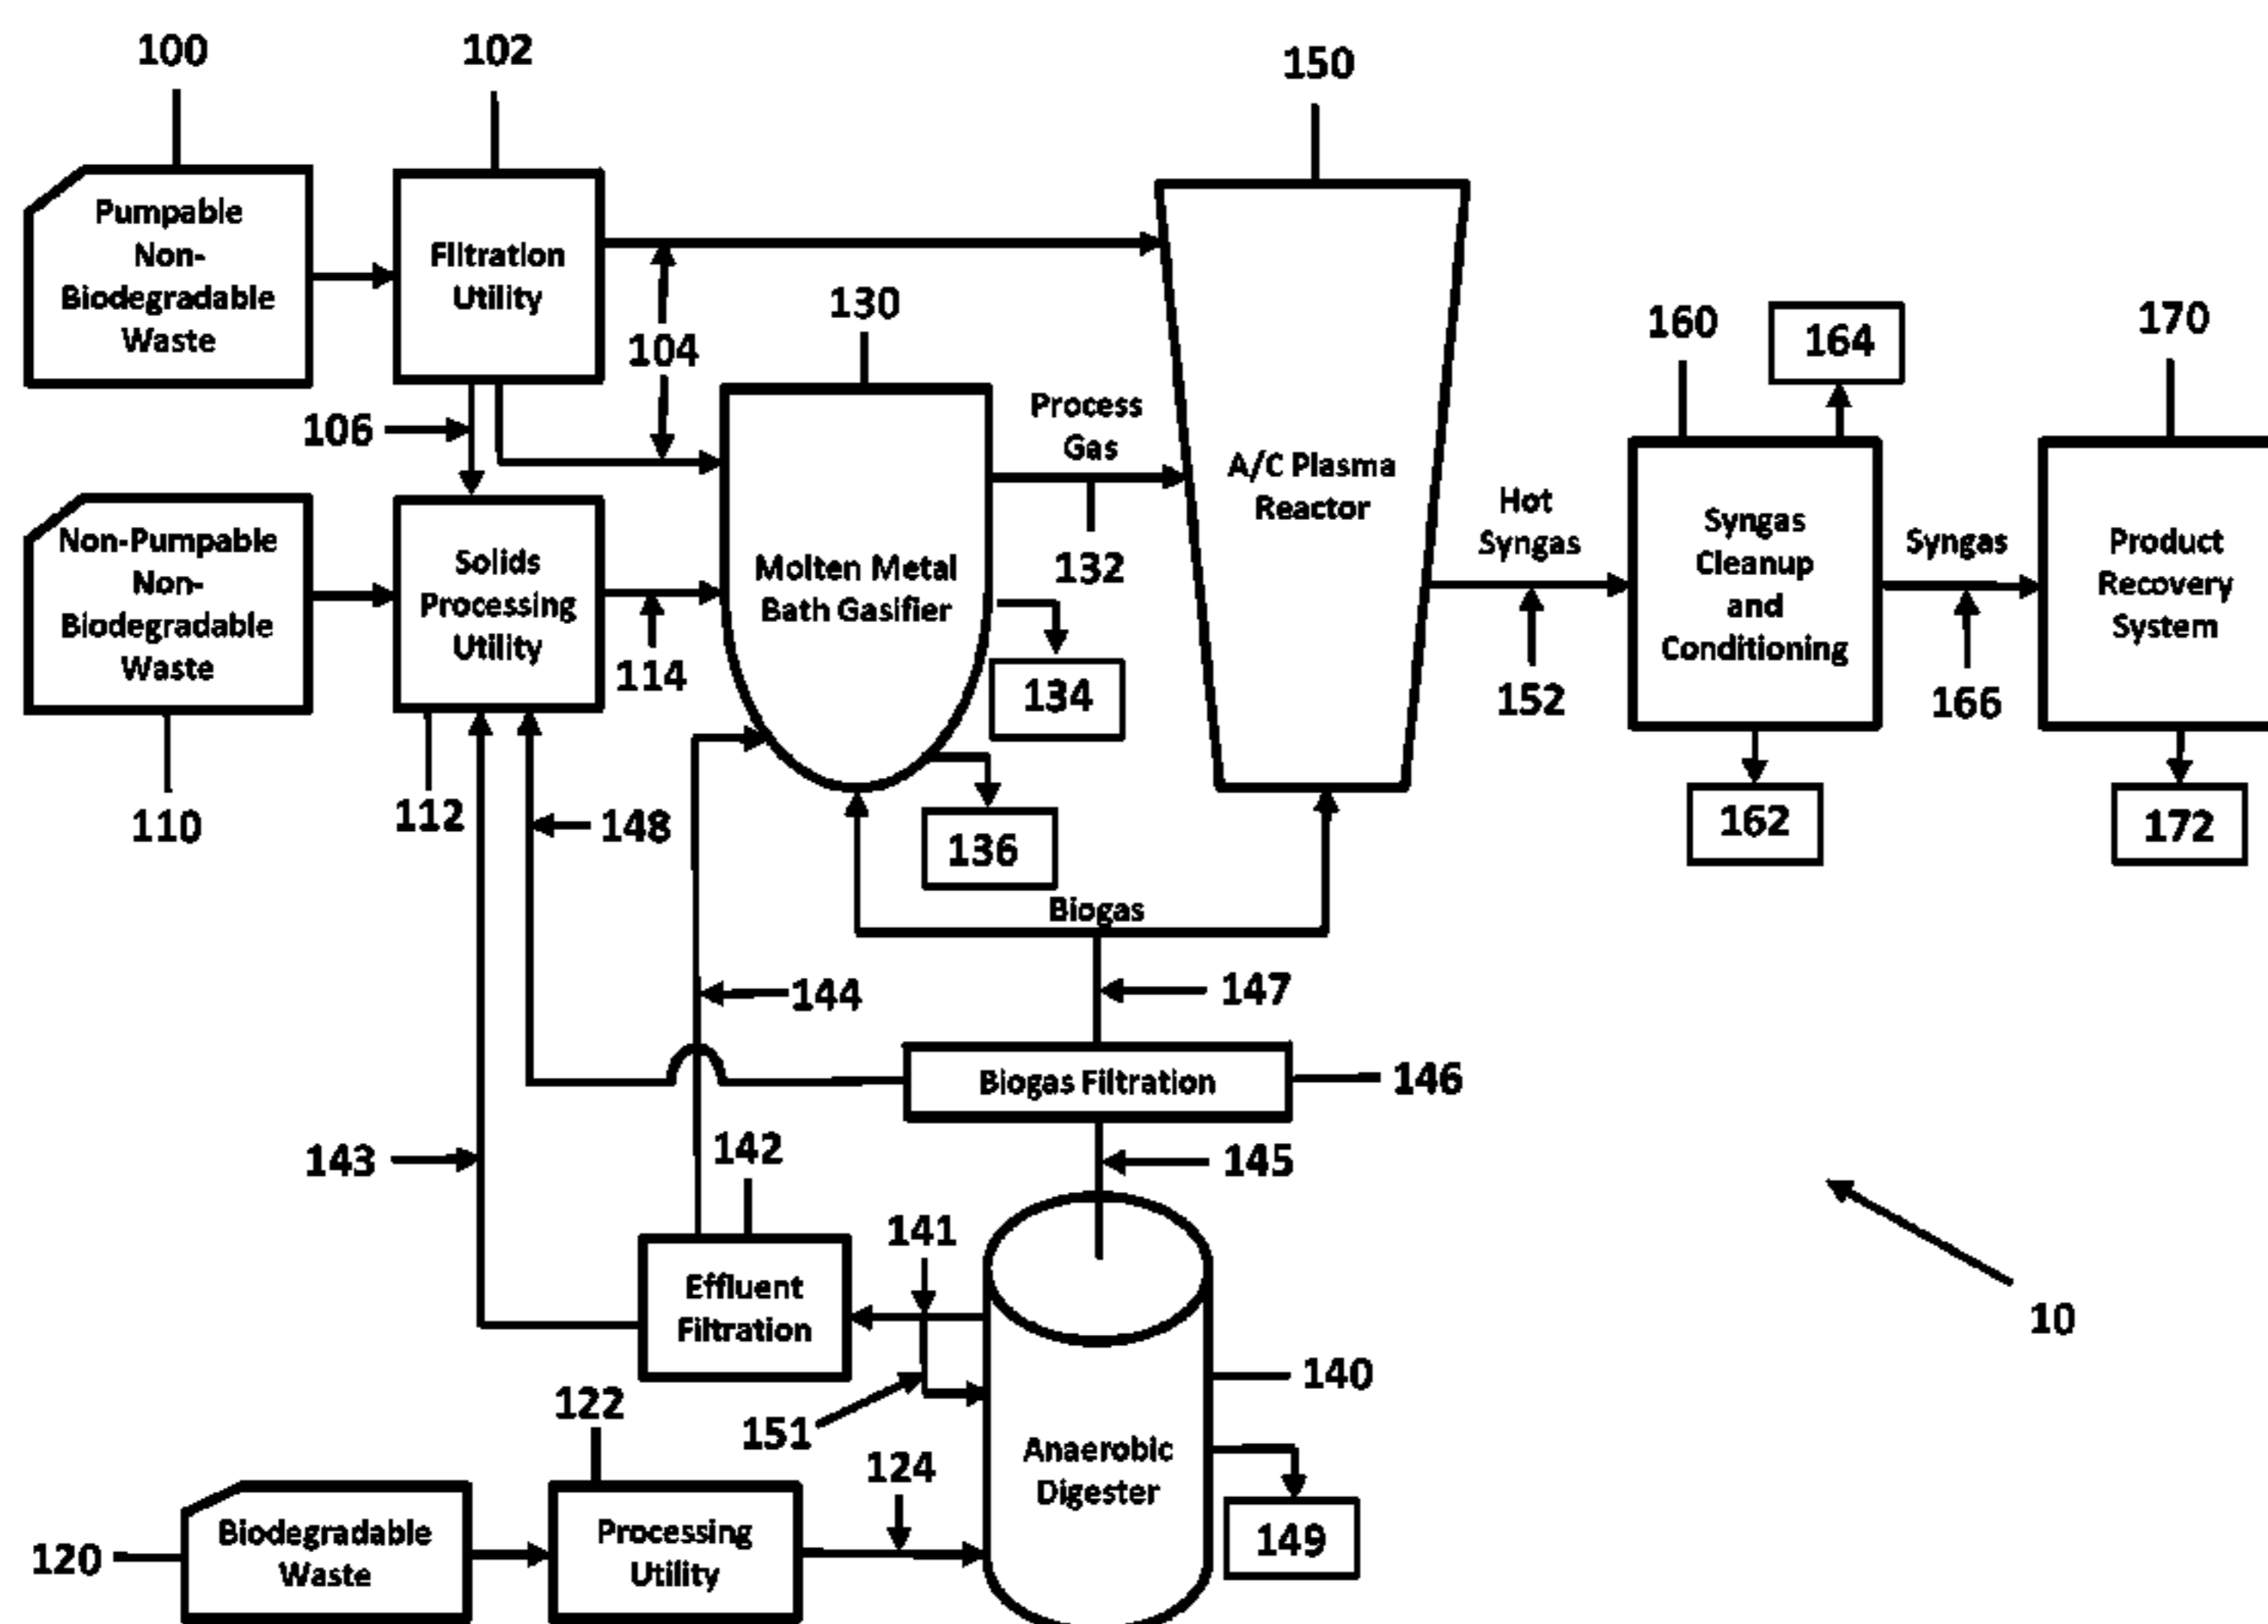 100
102
150
Pumpable
Non-
Biodegradable
Waste
Filtration
Utility
104
130
160
164
170
106
Process
Gas
A/C Plasma
Reactor
Hot
Syngas
Non-Pumpable
Non-
Biodegradable
Waste
Solids
Processing
Utility
114
Molten Metal
Bath Gasifier
132
134
152
Syngas
Cleanup
and
Conditioning
Syngas
166
Product
Recovery
System
110
112
148
136
162
172
Biogas
144
147
Biogas Filtration
146
143
142
145
141
Effluent
Filtration
10
140
122
151
124
Anaerobic
Digester
149
120
Biodegradable
Waste
Processing
Utility